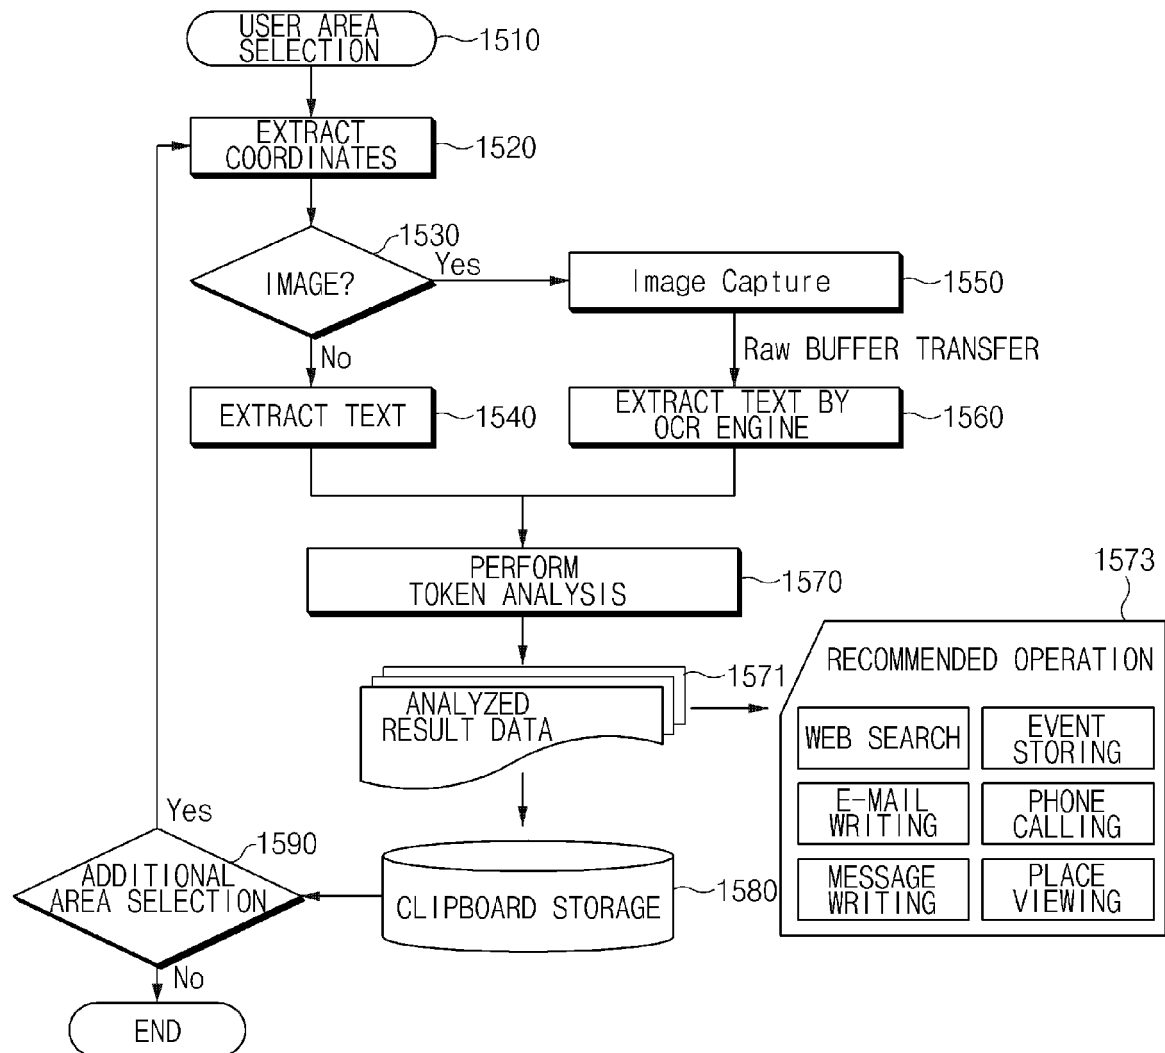 USER AREA
SELECTION
1510
EXTRACT
COORDINATES
1520
IMAGE?
1530
Yes
Image Capture
1550
No
Raw BUFFER TRANSFER
EXTRACT TEXT
1540
EXTRACT TEXT BY
OCR ENGINE
1560
PERFORM
TOKEN ANALYSIS
1570
1573
ANALYZED
RESULT DATA
1571
RECOMMENDED OPERATION
WEB SEARCH
EVENT
STORING
E-MAIL
WRITING
PHONE
CALLING
MESSAGE
WRITING
PLACE
VIEWING
CLIPBOARD STORAGE
1580
Yes
1590
ADDITIONAL
AREA SELECTION
No
END